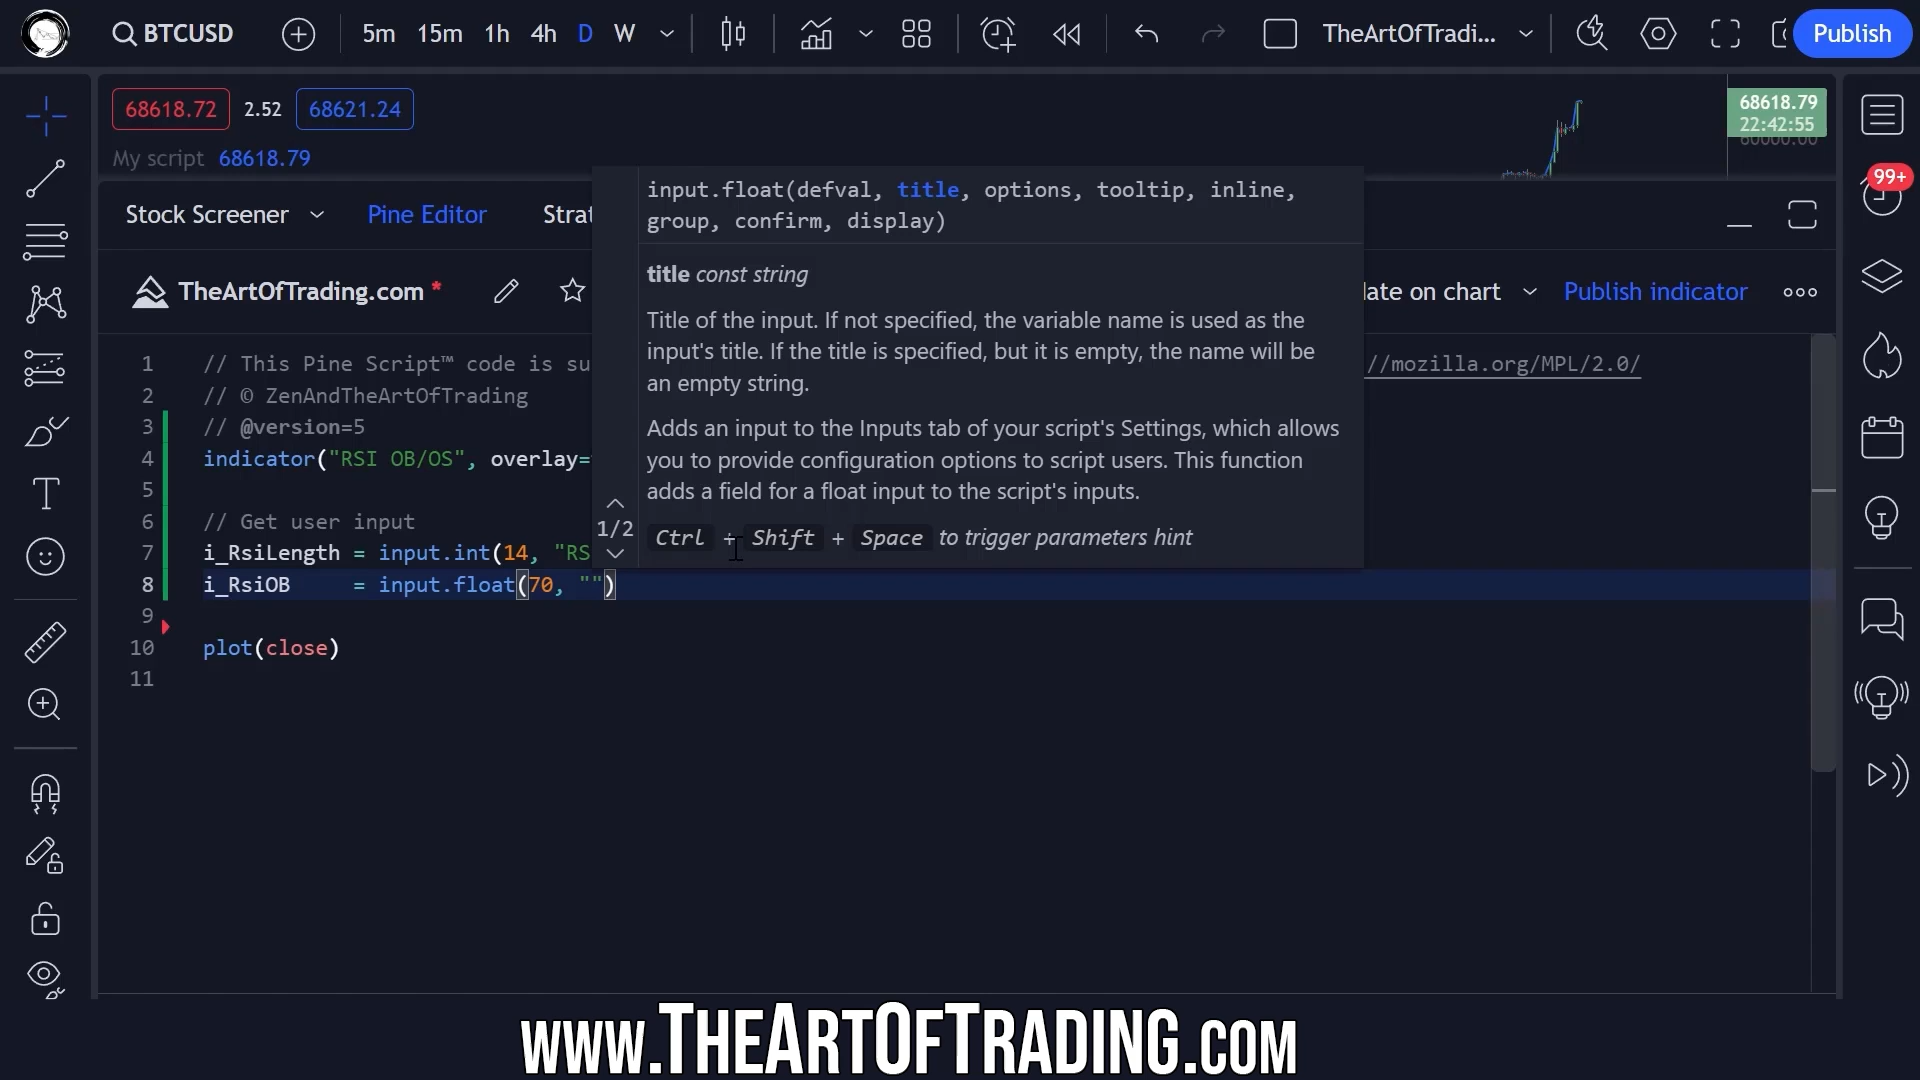 BTCUSD 5m 15m 1h 4h D W TheArtOfTradi... Publish
68618.72 2.52 68621.24
68618.79
22:42:55
60000.00
My script 68618.79
99+
Stock Screener Pine Editor Strat
TheArtOfTrading.com *
date on chart Publish indicator
input.float(defval, title, options, tooltip, inline,
group, confirm, display)
title const string
Title of the input. If not specified, the variable name is used as the
input's title. If the title is specified, but it is empty, the name will be
an empty string.
Adds an input to the Inputs tab of your script's Settings, which allows
you to provide configuration options to script users. This function
adds a field for a float input to the script's inputs.
1/2
Ctrl + Shift + Space to trigger parameters hint
1 // This Pine Script™ code is su //mozilla.org/MPL/2.0/
2 // © ZenAndTheArtOfTrading
3 // @version=5
4 indicator("RSI OB/OS", overlay=
5
6 // Get user input
7 i_RsiLength = input.int(14, "RS
8 i_RsiOB = input.float(70, "")
9
10 plot(close)
11
www.TheArtOfTrading.com